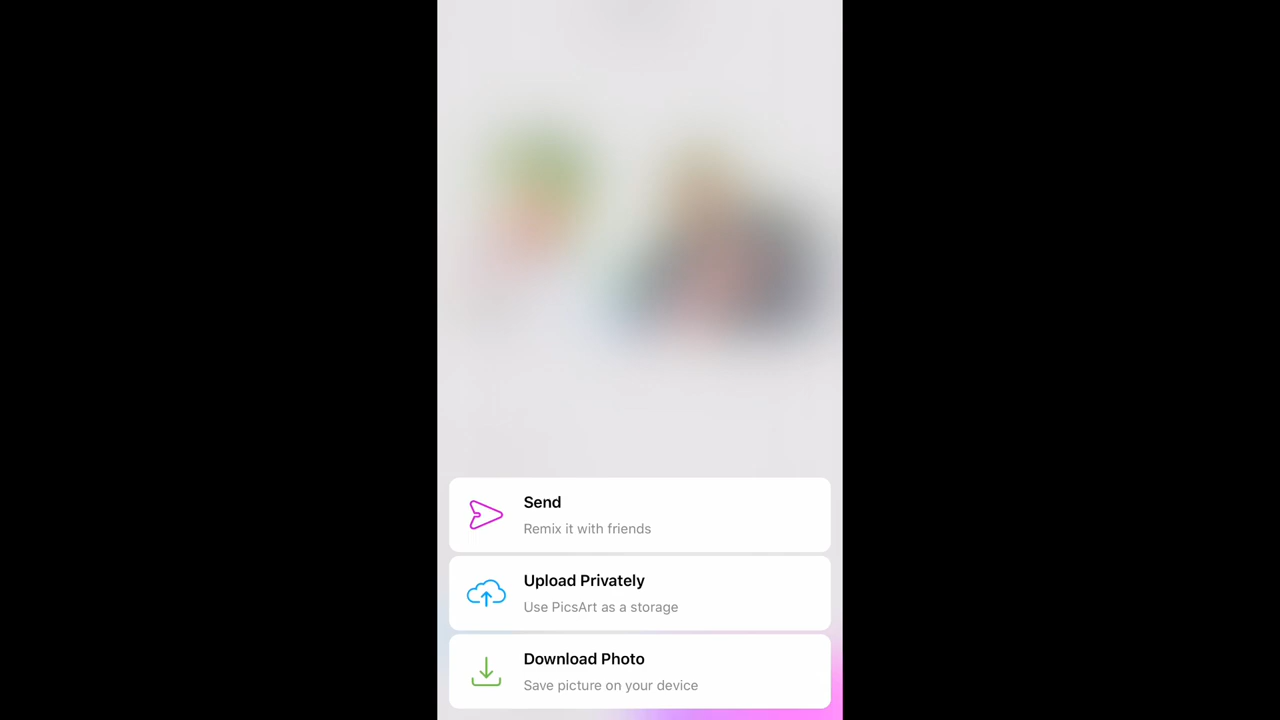 Send
Remix it with friends
Upload Privately
Use PicsArt as a storage
Download Photo
Save picture on your device